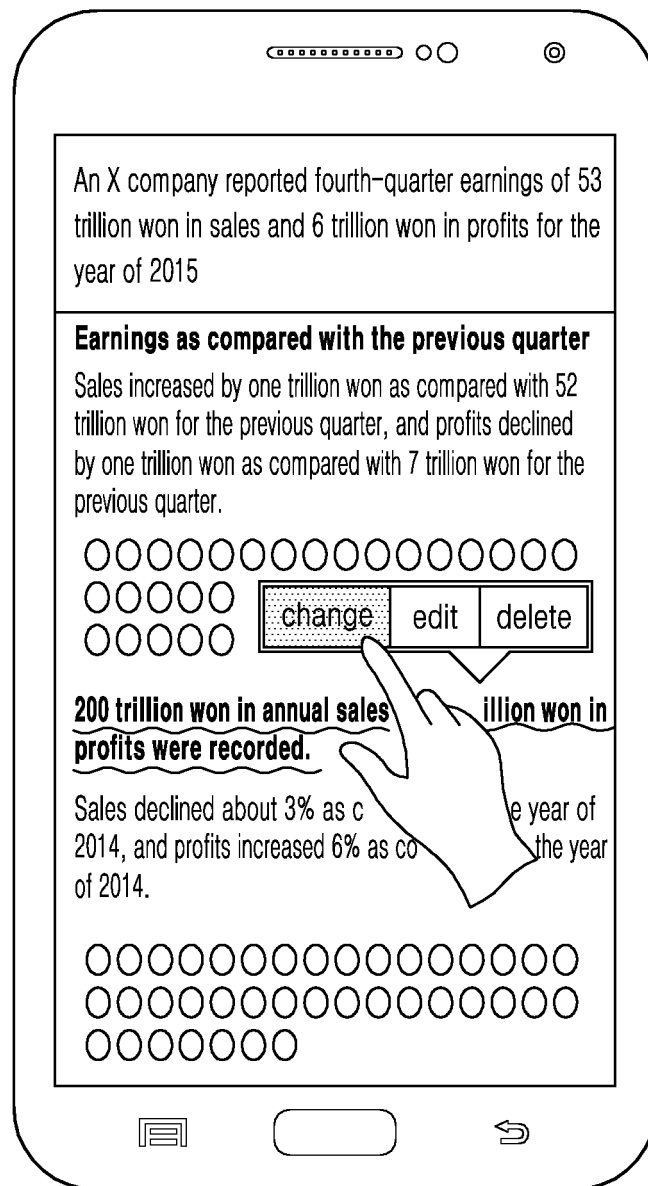 An X company reported fourth-quarter earnings of 53
trillion won in sales and 6 trillion won in profits for the
year of 2015
Earnings as compared with the previous quarter
Sales increased by one trillion won as compared with 52
trillion won for the previous quarter, and profits declined
by one trillion won as compared with 7 trillion won for the
previous quarter.
change edit delete
200 trillion won in annual sales illion won in
profits were recorded.
Sales declined about 3% as c e year of
2014, and profits increased 6% as co the year
of 2014.